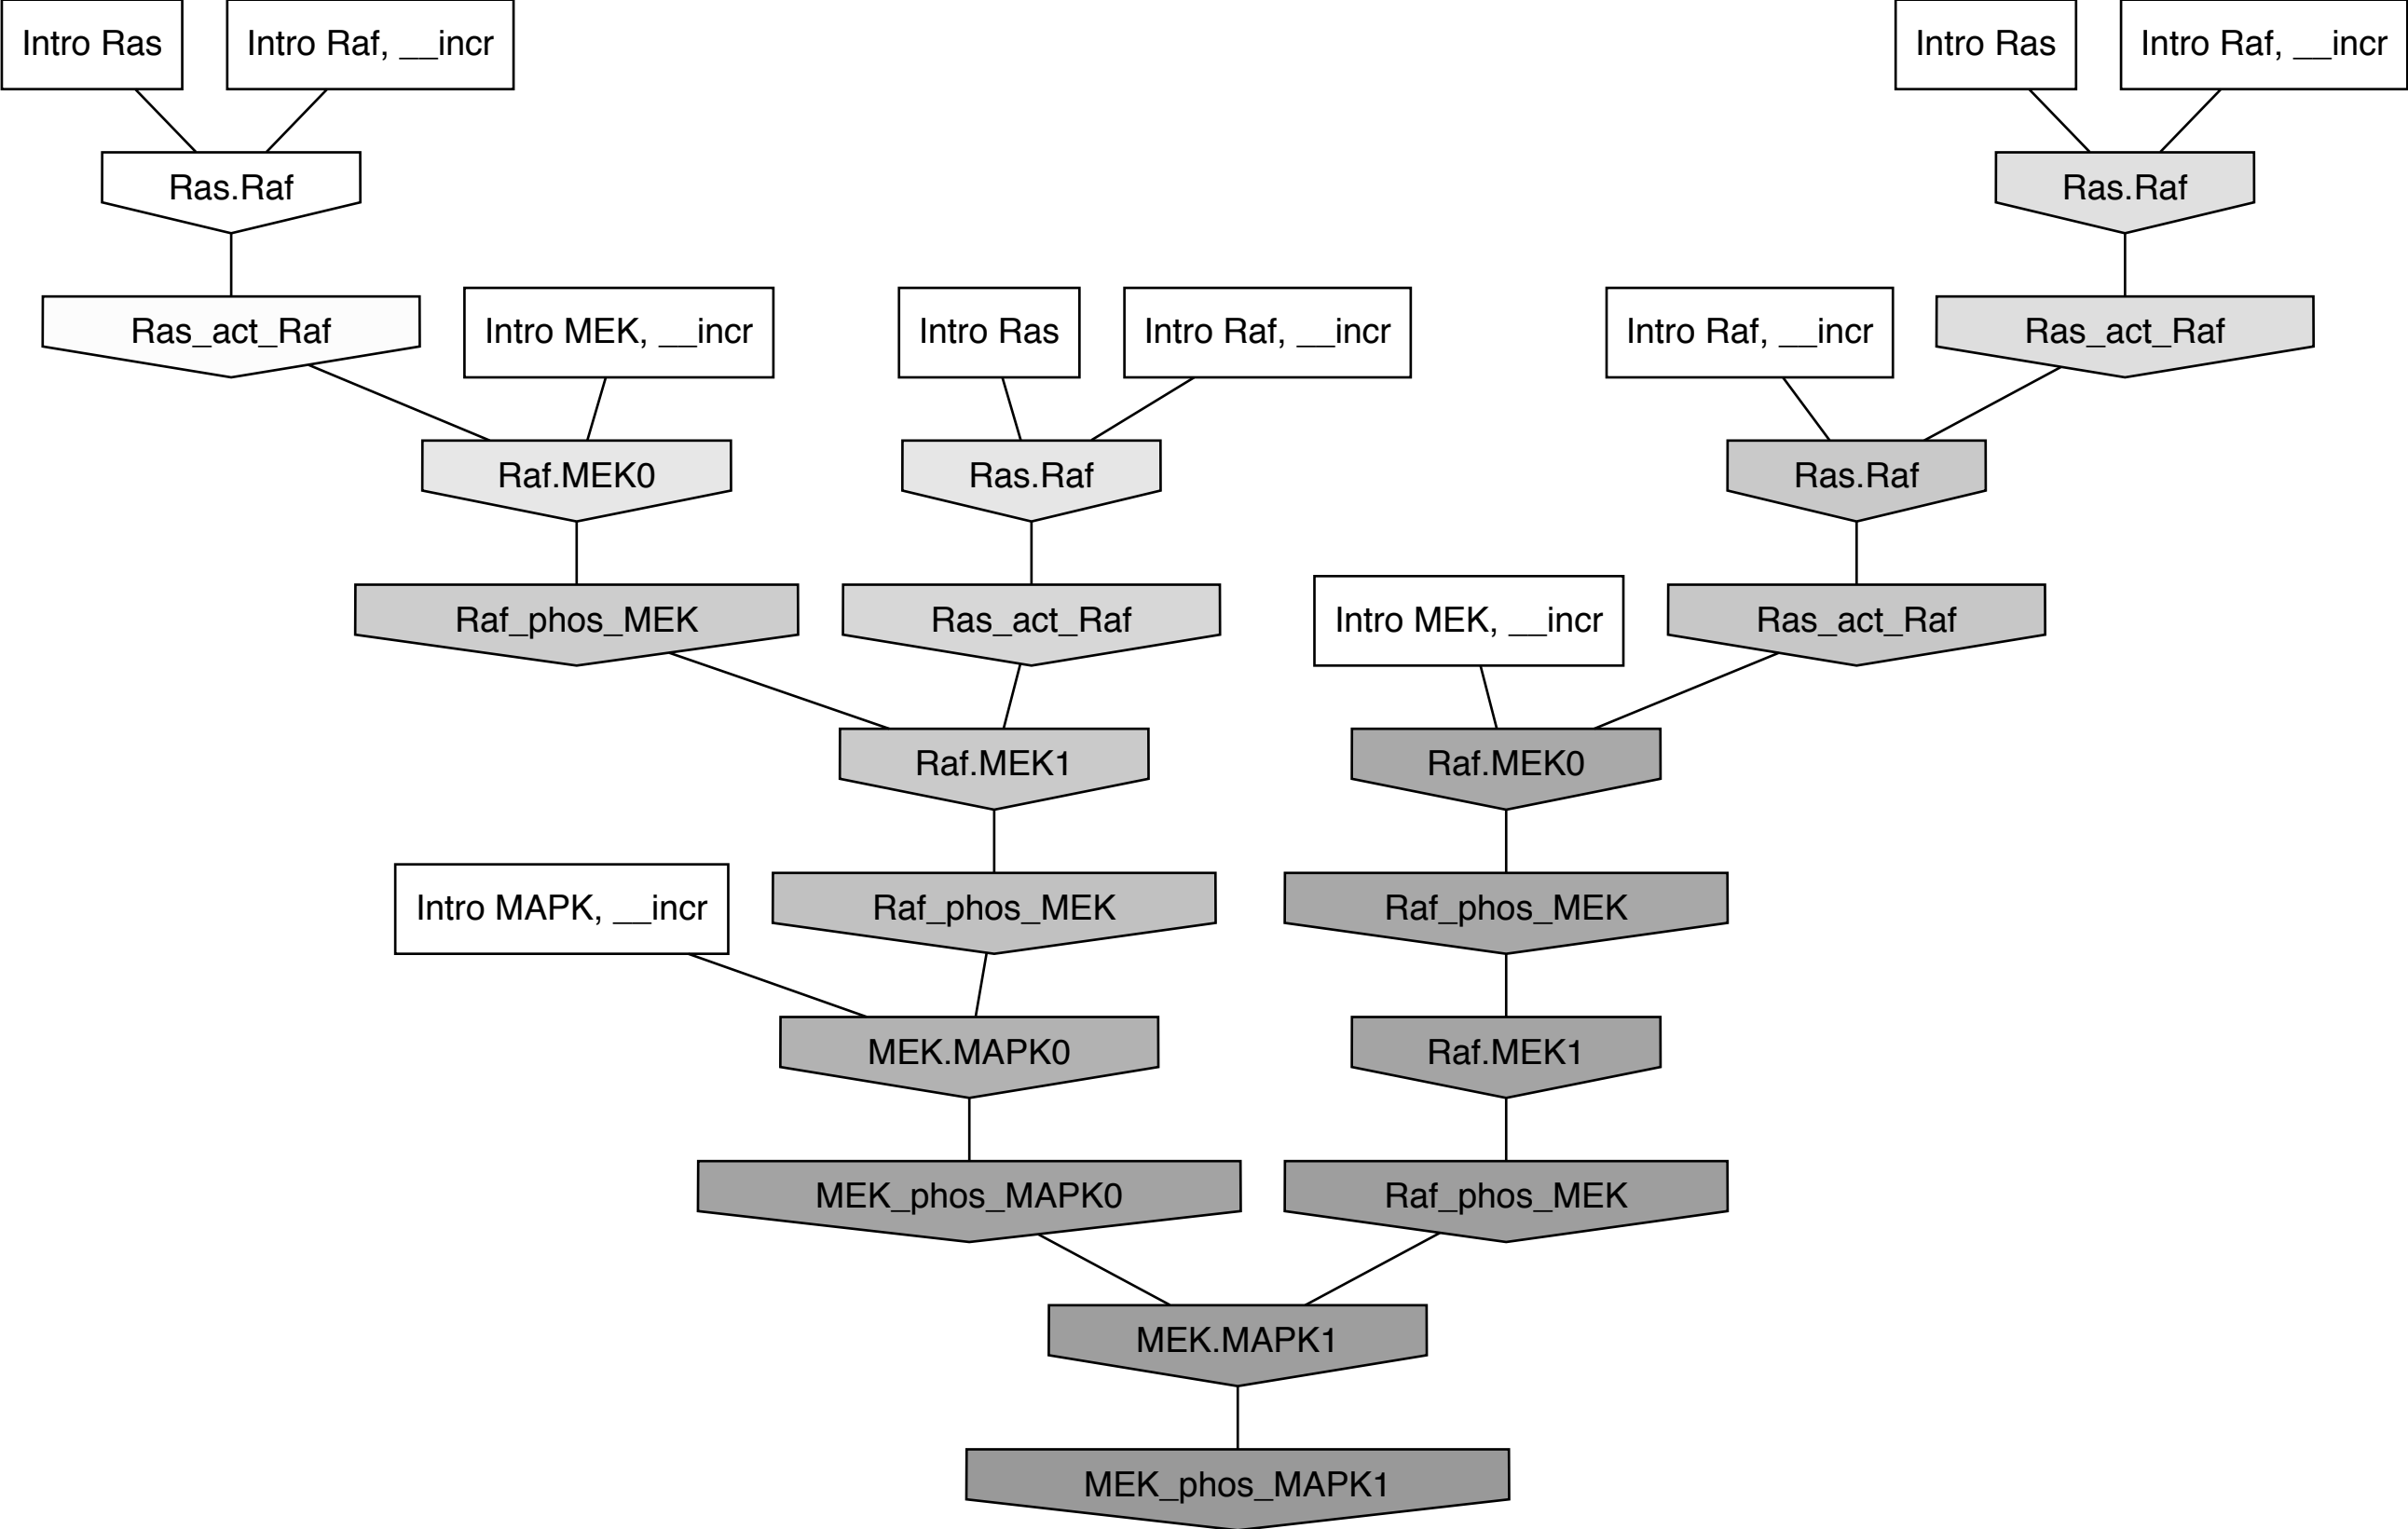 Intro Ras
Intro Raf, __incr
Intro Ras
Intro Raf, __incr
Ras.Raf
Ras.Raf
Ras_act_Raf
Intro MEK, __incr
Intro Ras
Intro Raf, __incr
Intro Raf, __incr
Ras_act_Raf
Raf.MEK0
Ras.Raf
Ras.Raf
Raf_phos_MEK
Ras_act_Raf
Intro MEK, __incr
Ras_act_Raf
Raf.MEK1
Raf.MEK0
Intro MAPK, __incr
Raf_phos_MEK
Raf_phos_MEK
MEK.MAPK0
Raf.MEK1
MEK_phos_MAPK0
Raf_phos_MEK
MEK.MAPK1
MEK_phos_MAPK1